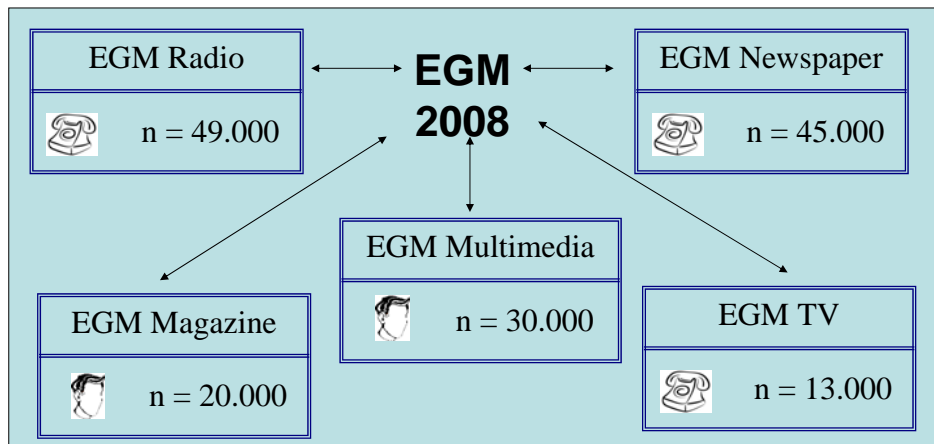 EGM Radio
n = 49.000
EGM
2008
EGM Newspaper
n = 45.000
EGM Multimedia
n = 30.000
EGM Magazine
n = 20.000
EGM TV
n = 13.000